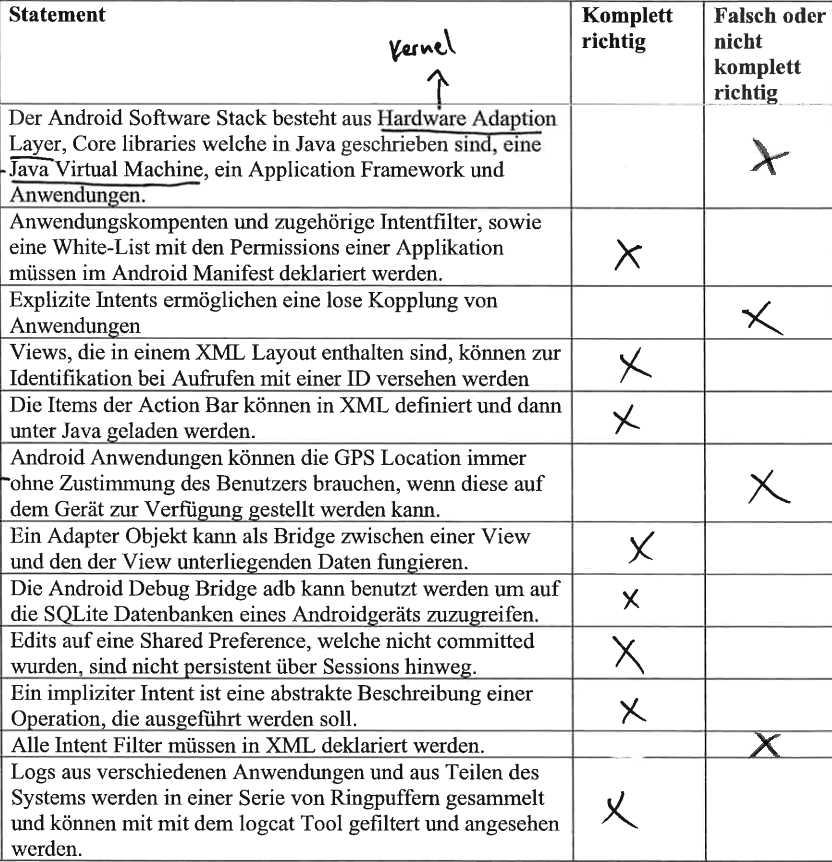 Statement
Komplett richtig
Falsch oder nicht komplett richtig
Kernel
Der Android Software Stack besteht aus Hardware Adaption
Layer, Core libraries welche in Java geschrieben sind, eine
Java Virtual Machine, ein Application Framework und
Anwendungen.
Anwendungskompenten und zugehörige Intentfilter, sowie
eine White-List mit den Permissions einer Applikation
müssen im Android Manifest deklariert werden.
Explizite Intents ermöglichen eine lose Kopplung von
Anwendungen
Views, die in einem XML Layout enthalten sind, können zur
Identifikation bei Aufrufen mit einer ID versehen werden
Die Items der Action Bar können in XML definiert und dann
unter Java geladen werden.
Android Anwendungen können die GPS Location immer
ohne Zustimmung des Benutzers brauchen, wenn diese auf
dem Gerät zur Verfügung gestellt werden kann.
Ein Adapter Objekt kann als Bridge zwischen einer View
und den der View unterliegenden Daten fungieren.
Die Android Debug Bridge adb kann benutzt werden um auf
die SQLite Datenbanken eines Androidgeräts zuzugreifen.
Edits auf eine Shared Preference, welche nicht committed
wurden, sind nicht persistent über Sessions hinweg.
Ein impliziter Intent ist eine abstrakte Beschreibung einer
Operation, die ausgeführt werden soll.
Alle Intent Filter müssen in XML deklariert werden.
Logs aus verschiedenen Anwendungen und aus Teilen des
Systems werden in einer Serie von Ringpuffern gesammelt
und können mit mit dem logcat Tool gefiltert und angesehen
werden.